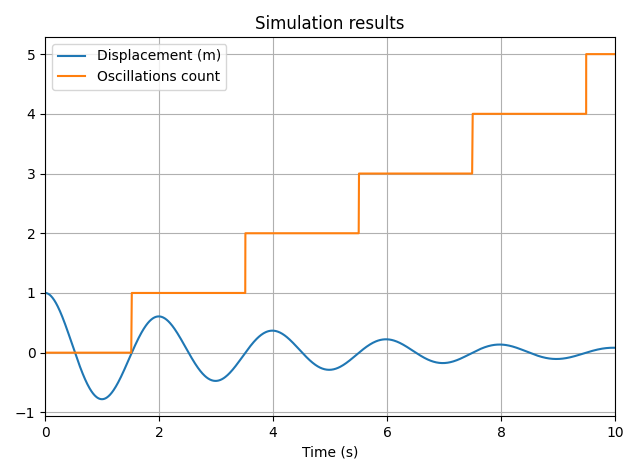 Simulation results
Displacement (m)
Oscillations count
5
4
3
2
1
0
−1
0 2 4 6 8 10
Time (s)